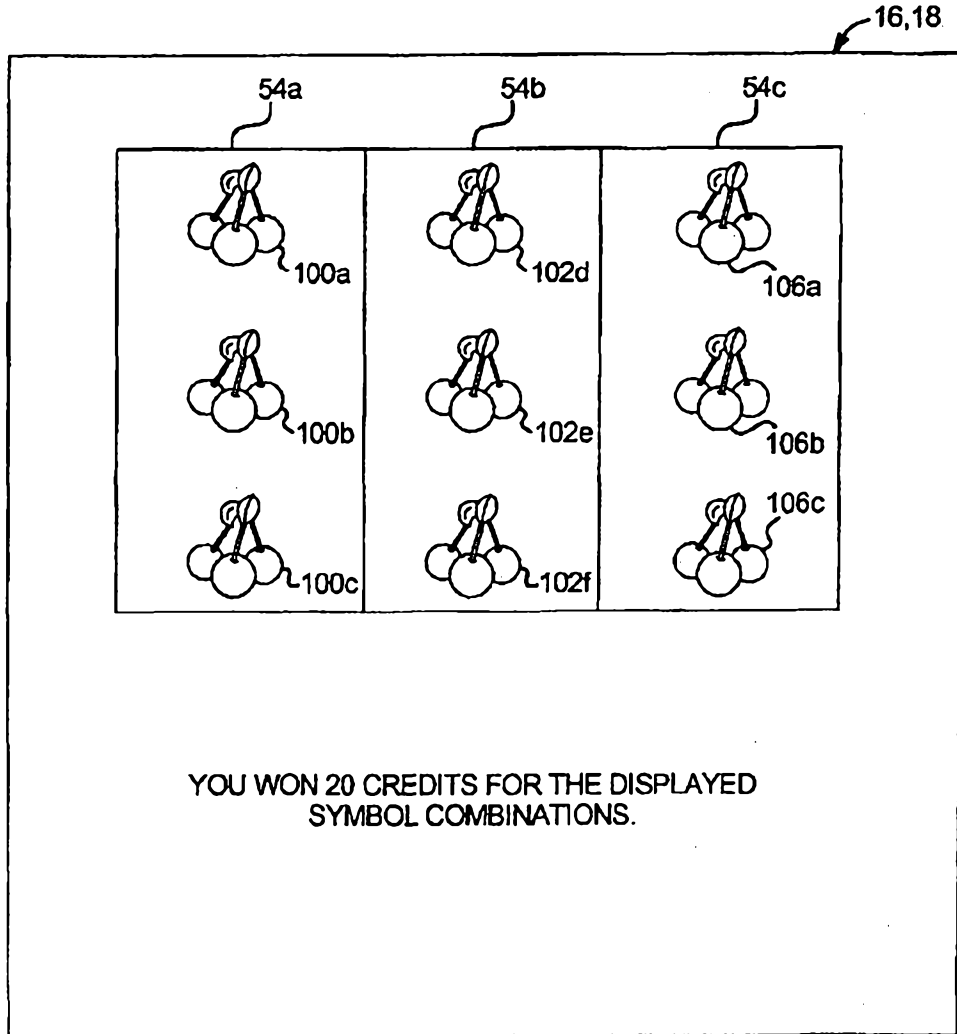 16,18
54a 54b 54c
100a 102d 106a
100b 102e 106b
106c
100c 102f
YOU WON 20 CREDITS FOR THE DISPLAYED
SYMBOL COMBINATIONS.